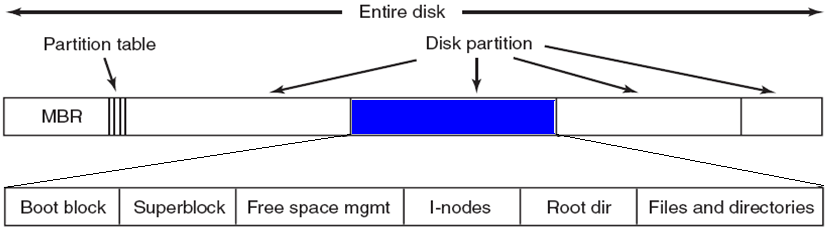 Entire disk
Partition table
Disk partition
MBR
Boot block
Superblock
Free space mgmt
I-nodes
Root dir
Files and directories